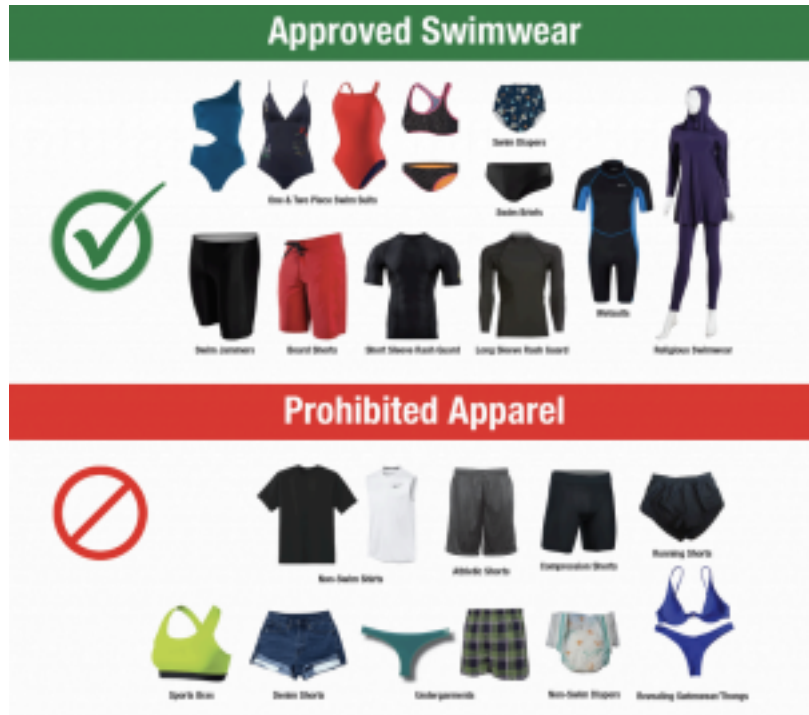 Approved Swimwear
Swim Diapers
One & Two Piece Swim Suits
Swim Briefs
Wetsuits
Swim Jammers
Board Shorts
Short Sleeve Rash Guard
Long Sleeve Rash Guard
Religious Swimwear
Prohibited Apparel
Running Shorts
Athletic Shorts
Compression Shorts
Non-Swim Shirts
Sports Bras
Denim Shorts
Undergarments
Non-Swim Diapers
Revealing Swimwear/Thongs